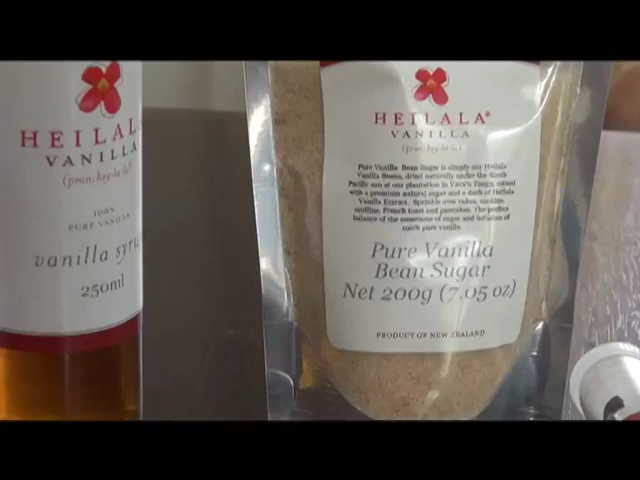 HEILALA
VANILLA
(pron: hey-la la)
100%
PURE VANILLA
vanilla syru
250ml
HEILALA®
VANILLA
(pron: hey-la la)
Pure Vanilla Bean Sugar is simply our Heilala
Vanilla Beans, dried naturally under the South
Pacific sun at our plantation in Vava'u Tonga, mixed
with a premium natural sugar and a dash of Heilala
Vanilla Extract. Sprinkle over cakes, cookies,
muffins, French toast and pancakes. The perfect
balance of the sweetness of sugar and infusion of
100% pure vanilla.
Pure Vanilla
Bean Sugar
Net 200g (7.05 oz)
PRODUCT OF NEW ZEALAND